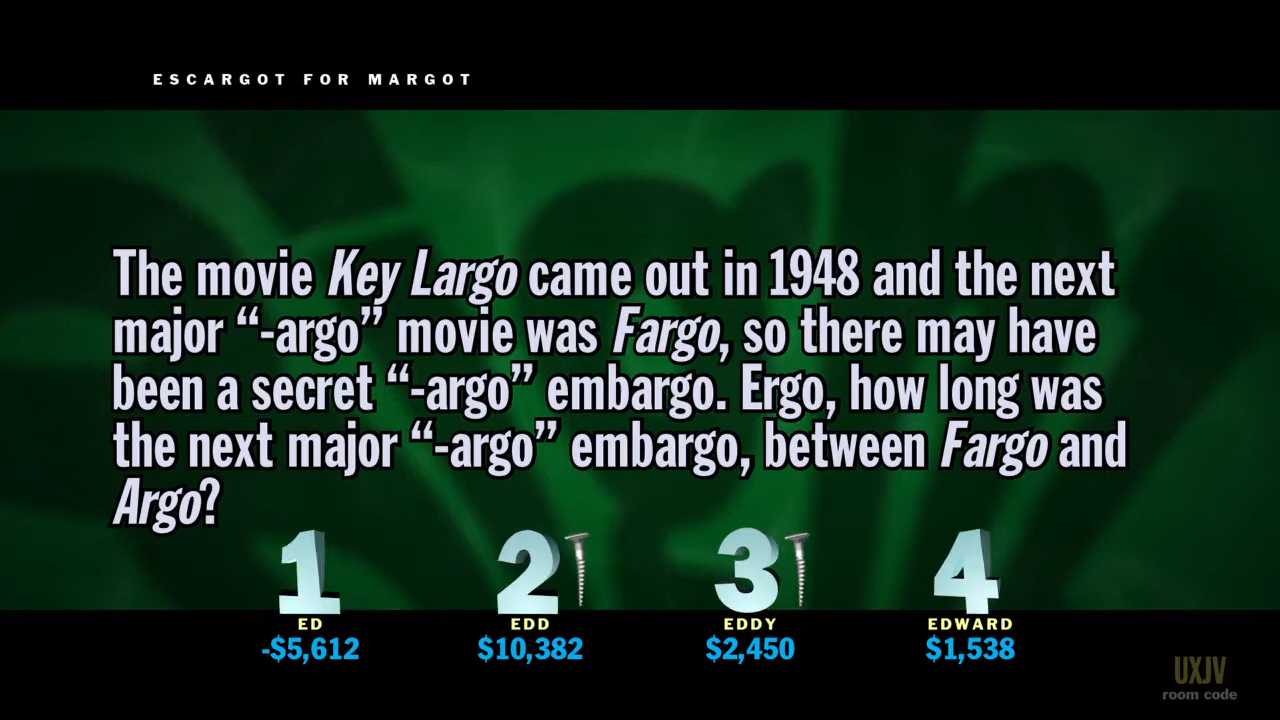 ESCARGOT FOR MARGOT
The movie Key Largo came out in 1948 and the next
major “-argo” movie was Fargo, so there may have
been a secret “-argo” embargo. Ergo, how long was
the next major “-argo” embargo, between Fargo and
Argo?
1 2 3 4
ED EDD EDDY EDWARD
-$5,612 $10,382 $2,450 $1,538
UXJV
room code